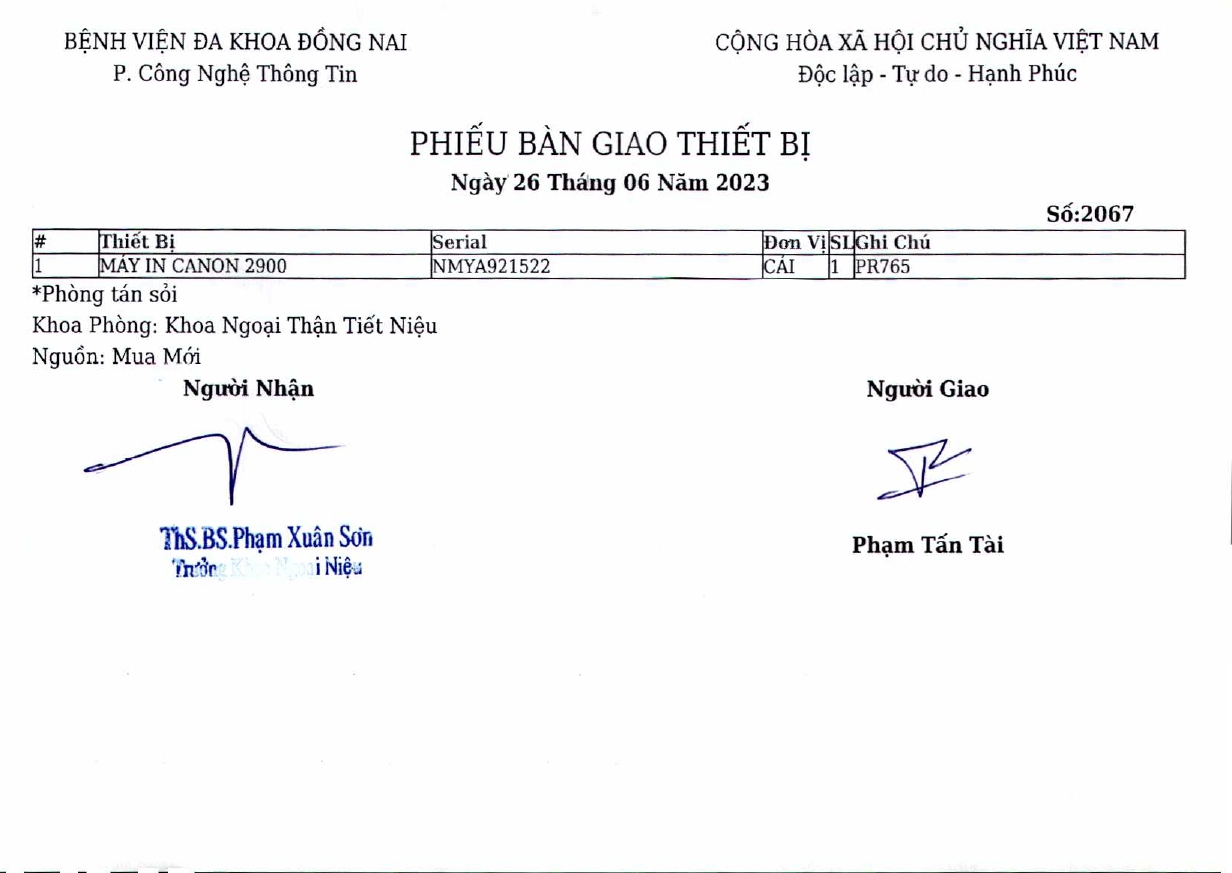 BỆNH VIỆN ĐA KHOA ĐỒNG NAI
P. Công Nghệ Thông Tin
CỘNG HÒA XÃ HỘI CHỦ NGHĨA VIỆT NAM
Độc lập - Tự do - Hạnh Phúc
PHIẾU BÀN GIAO THIẾT BỊ
Ngày 26 Tháng 06 Năm 2023
Số:2067
# Thiết Bị Serial Đơn Vị SL Ghi Chú
1 MÁY IN CANON 2900 NMYA921522 CÁI 1 PR765
*Phòng tán sỏi
Khoa Phòng: Khoa Ngoại Thận Tiết Niệu
Nguồn: Mua Mới
Người Nhận Người Giao
ThS.BS.Phạm Xuân Sơn
Trưởng Khoa Ngoại Niệu
Phạm Tấn Tài